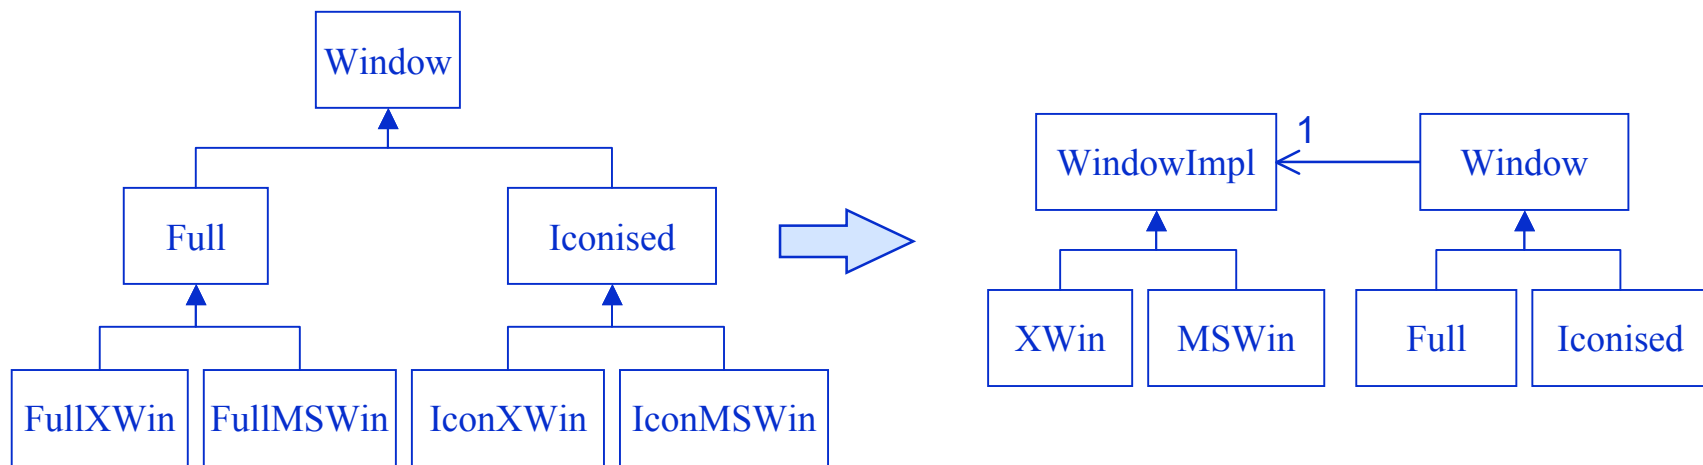 Window
Full
Iconised
FullXWin
FullMSWin
IconXWin
IconMSWin
WindowImpl
1
Window
XWin
MSWin
Full
Iconised